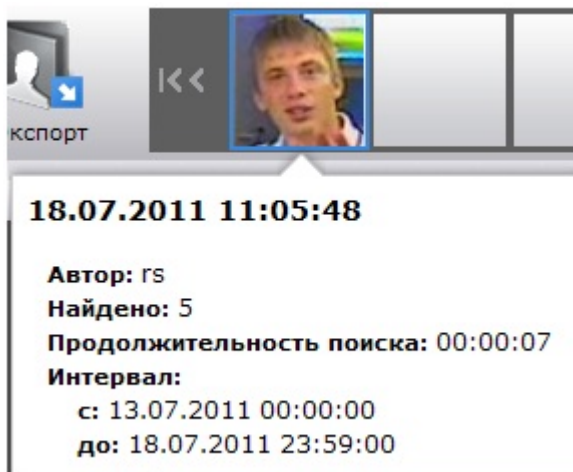 кспорт
18.07.2011 11:05:48
Автор: rs
Найдено: 5
Продолжительность поиска: 00:00:07
Интервал:
с: 13.07.2011 00:00:00
до: 18.07.2011 23:59:00